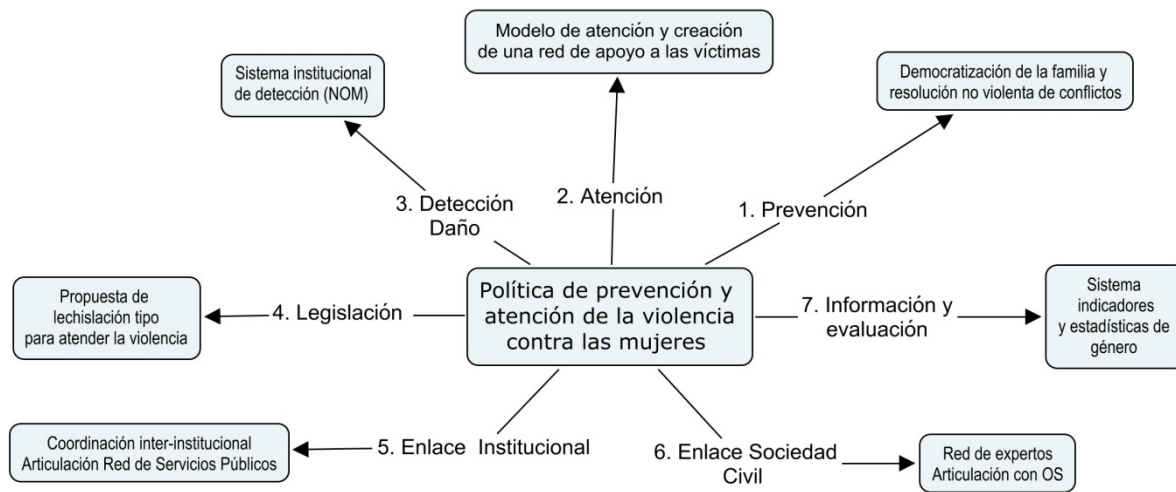 Modelo de atención y creación
de una red de apoyo a las víctimas
Sistema institucional
de detección (NOM)
Democratización de la familia y
resolución no violenta de conflictos
3. Detección
Daño
2. Atención
1. Prevención
Propuesta de
lechislación tipo
para atender la violencia
4. Legislación
Política de prevención y
atención de la violencia
contra las mujeres
7. Información y
evaluación
Sistema
indicadores
y estadísticas de
género
Coordinación inter-institucional
Articulación Red de Servicios Públicos
5. Enlace Institucional
6. Enlace Sociedad
Civil
Red de expertos
Articulación con OS